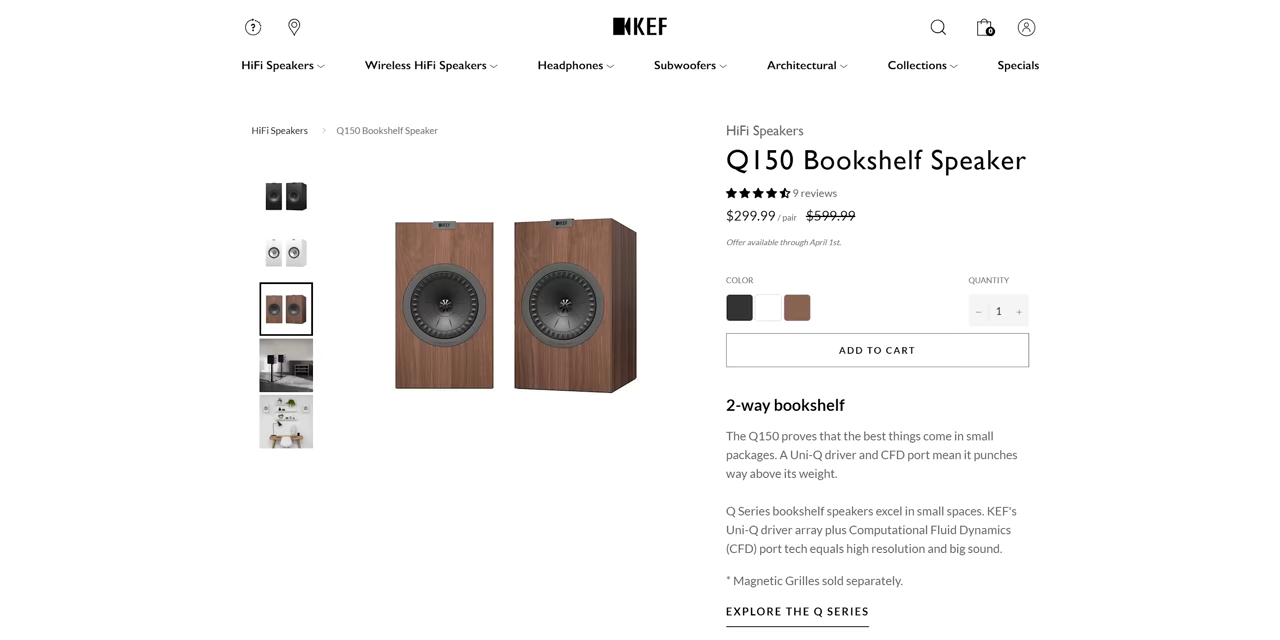 ?
KEF
0
HiFi Speakers Wireless HiFi Speakers Headphones Subwoofers Architectural Collections Specials
HiFi Speakers > Q150 Bookshelf Speaker
HiFi Speakers
Q150 Bookshelf Speaker
9 reviews
$299.99 / pair $599.99
Offer available through April 1st.
COLOR
QUANTITY
− 1 +
ADD TO CART
KEF
KEF
2-way bookshelf
The Q150 proves that the best things come in small
packages. A Uni-Q driver and CFD port mean it punches
way above its weight.
Q Series bookshelf speakers excel in small spaces. KEF's
Uni-Q driver array plus Computational Fluid Dynamics
(CFD) port tech equals high resolution and big sound.
* Magnetic Grilles sold separately.
EXPLORE THE Q SERIES